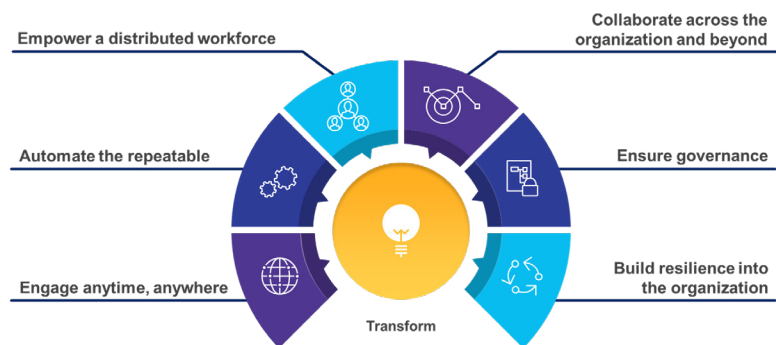 Empower a distributed workforce
Collaborate across the
organization and beyond
Automate the repeatable
Ensure governance
Engage anytime, anywhere
Build resilience into
the organization
Transform